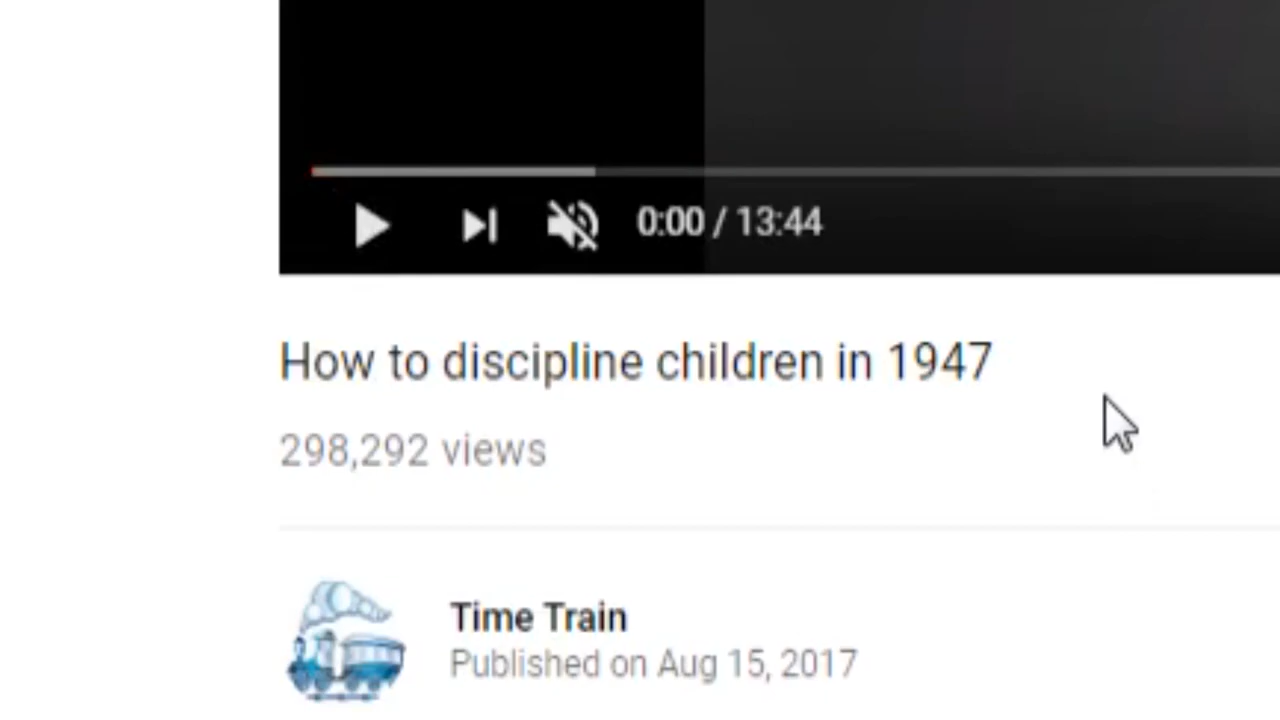 0:00 / 13:44
How to discipline children in 1947
298,292 views
Time Train
Published on Aug 15, 2017